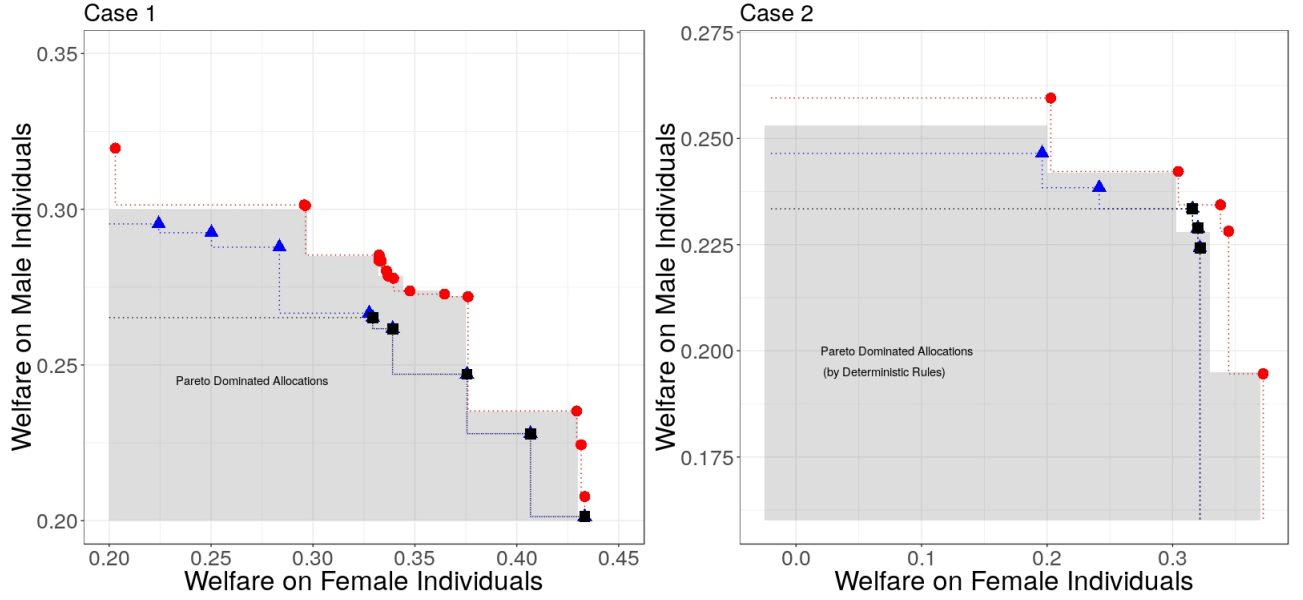 Case 1
Welfare on Male Individuals
0.35
0.30
0.25
0.20
Pareto Dominated Allocations
0.20 0.25 0.30 0.35 0.40 0.45
Welfare on Female Individuals
Case 2
Welfare on Male Individuals
0.275
0.250
0.225
0.200
0.175
Pareto Dominated Allocations
(by Deterministic Rules)
0.0 0.1 0.2 0.3
Welfare on Female Individuals